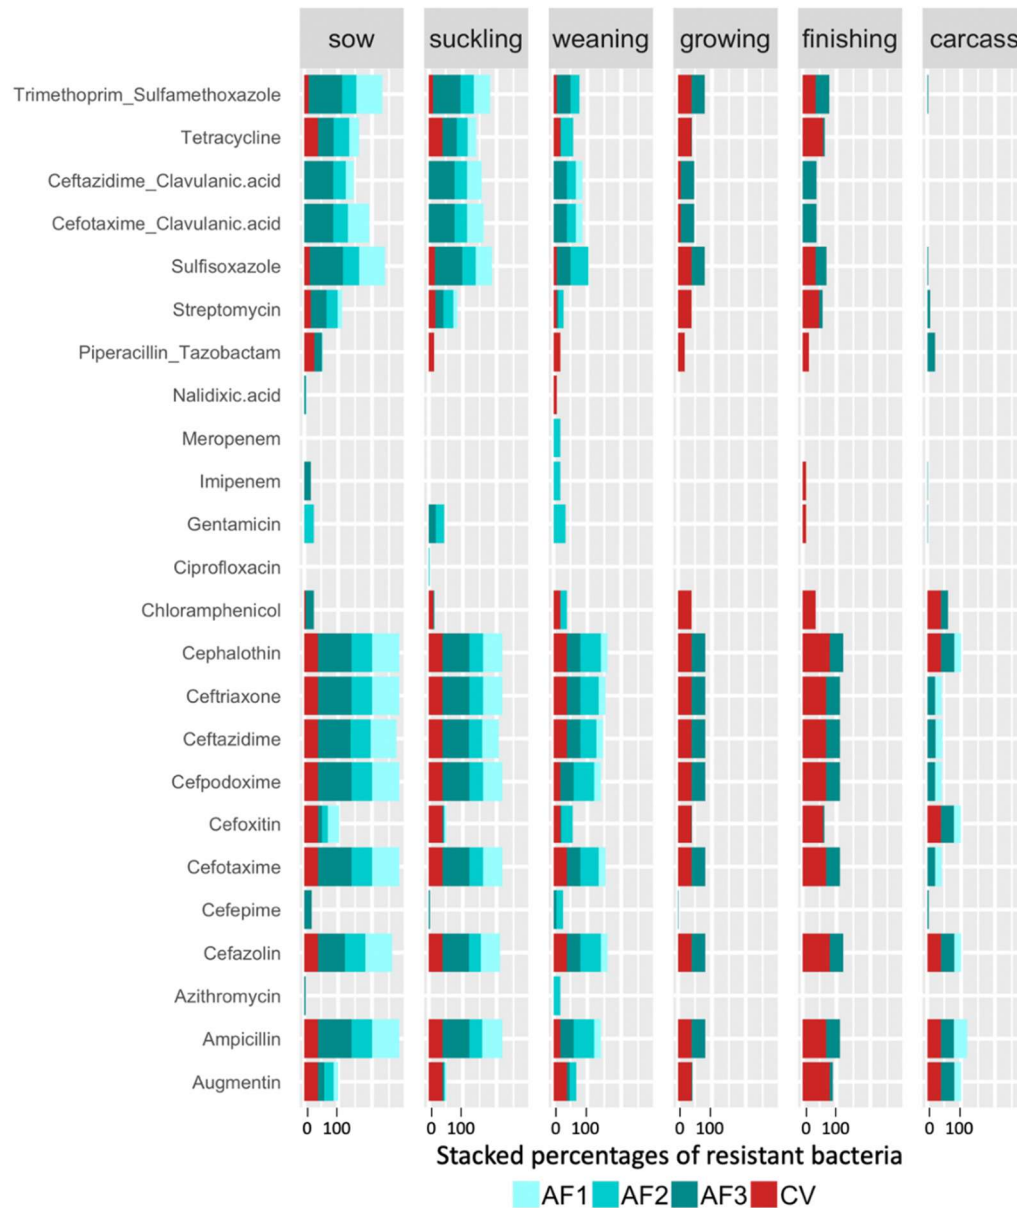 sow suckling weaning growing finishing carcass
Trimethoprim_Sulfamethoxazole
Tetracycline
Ceftazidime_Clavulanic.acid
Cefotaxime_Clavulanic.acid
Sulfisoxazole
Streptomycin
Piperacillin_Tazobactam
Nalidixic.acid
Meropenem
Imipenem
Gentamicin
Ciprofloxacin
Chloramphenicol
Cephalothin
Ceftriaxone
Ceftazidime
Cefpodoxime
Cefoxitin
Cefotaxime
Cefepime
Cefazolin
Azithromycin
Ampicillin
Augmentin
0 100 0 100 0 100 0 100 0 100 0 100
Stacked percentages of resistant bacteria
AF1 AF2 AF3 CV